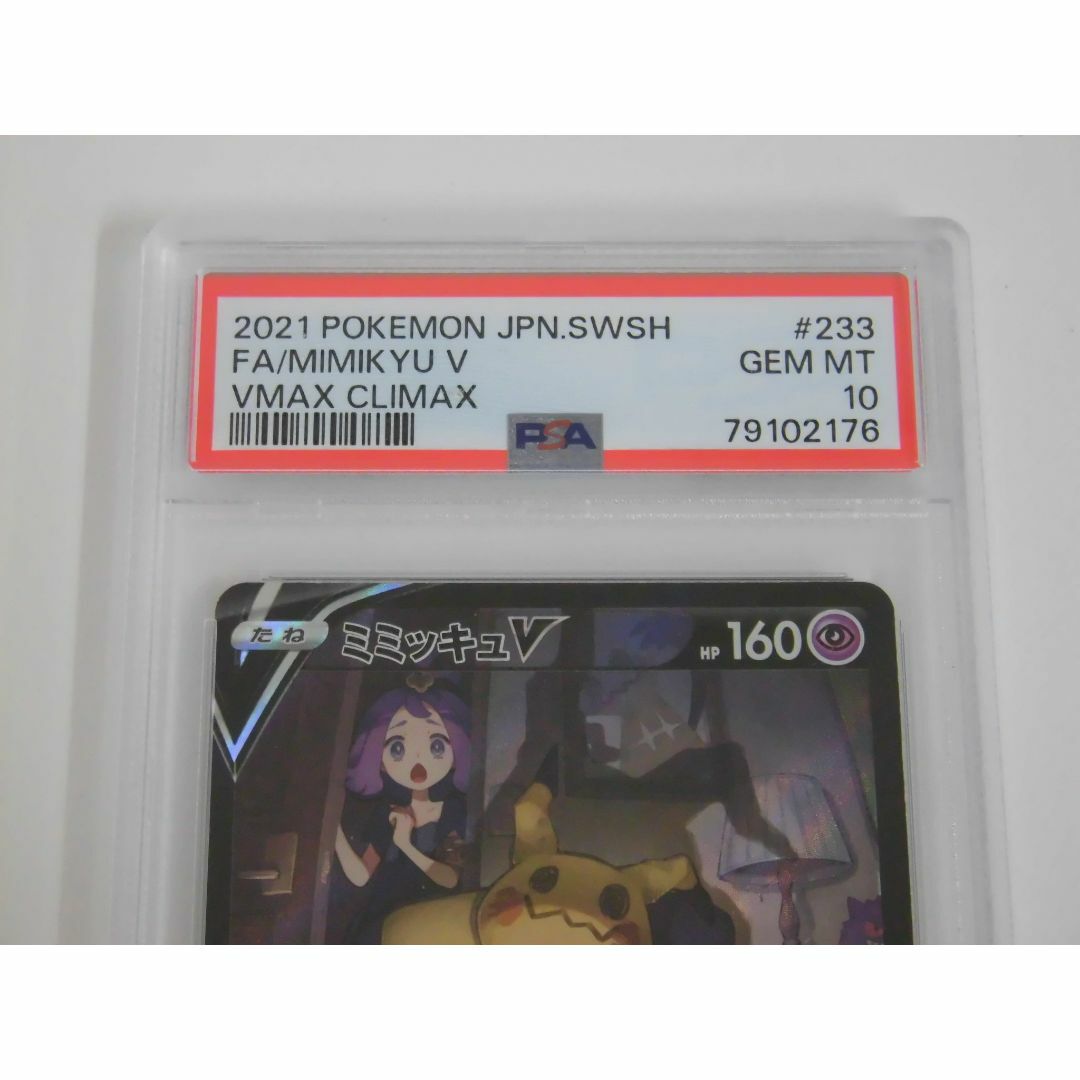 2021 POKEMON JPN.SWSH #233
FA/MIMIKYU V GEM MT
VMAX CLIMAX 10
PSA 79102176
たね ミミッキュV HP 160